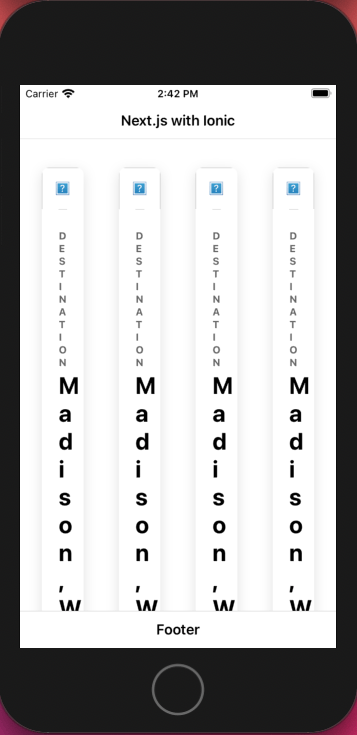 Carrier 2:42 PM
Next.js with Ionic
DESTINATION
Madison, W
DESTINATION
Madison, W
DESTINATION
Madison, W
DESTINATION
Madison, W
Footer